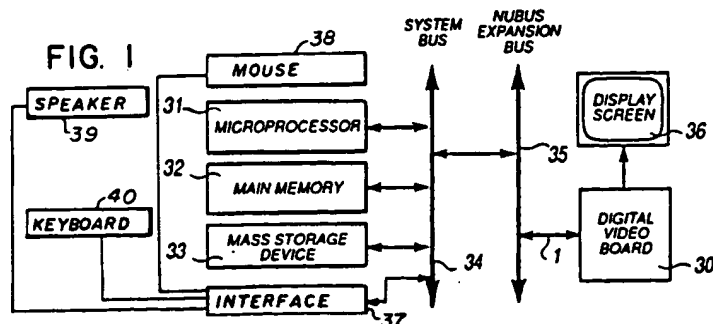 FIG. 1
SPEAKER
39
KEYBOARD
40
38
MOUSE
31
MICROPROCESSOR
32
MAIN MEMORY
33
MASS STORAGE
DEVICE
INTERFACE
37
SYSTEM
BUS
34
NUBUS
EXPANSION
BUS
35
1
DISPLAY
SCREEN
36
DIGITAL
VIDEO
BOARD
30